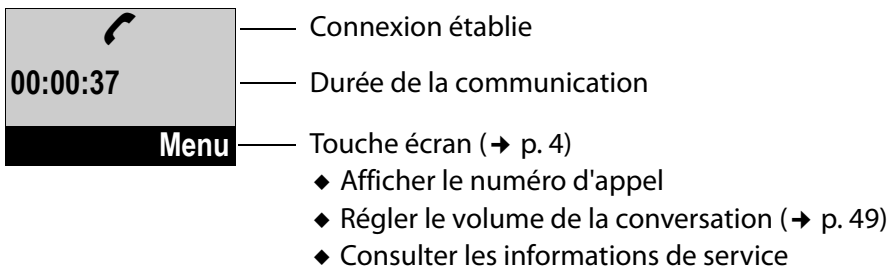 Connexion établie
00:00:37 Durée de la communication
Menu Touche écran (➔ p. 4)
◆ Afficher le numéro d'appel
◆ Régler le volume de la conversation (➔ p. 49)
◆ Consulter les informations de service